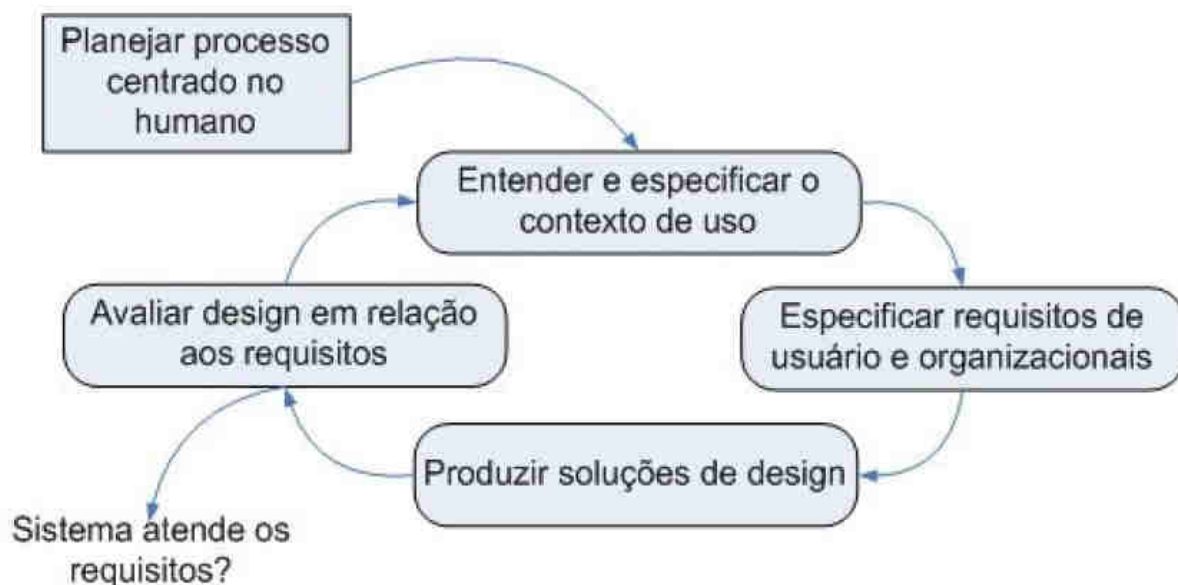 Planejar processo
centrado no
humano
Entender e especificar o
contexto de uso
Avaliar design em relação
aos requisitos
Especificar requisitos de
usuário e organizacionais
Produzir soluções de design
Sistema atende os
requisitos?